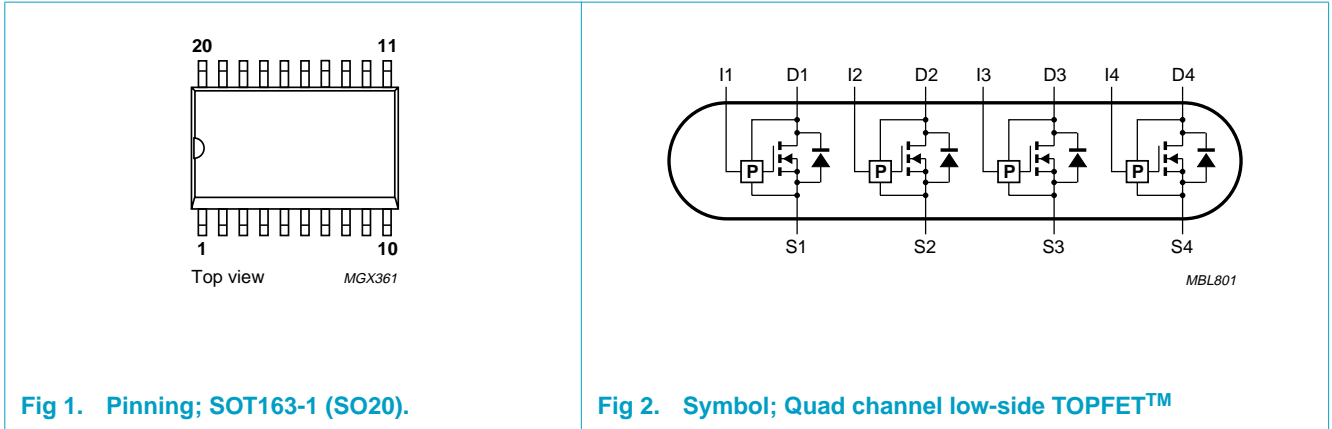 20 11
1 10
Top view MGX361
Fig 1. Pinning; SOT163-1 (SO20).
I1 D1 I2 D2 I3 D3 I4 D4
P P P P
S1 S2 S3 S4
MBL801
Fig 2. Symbol; Quad channel low-side TOPFET™